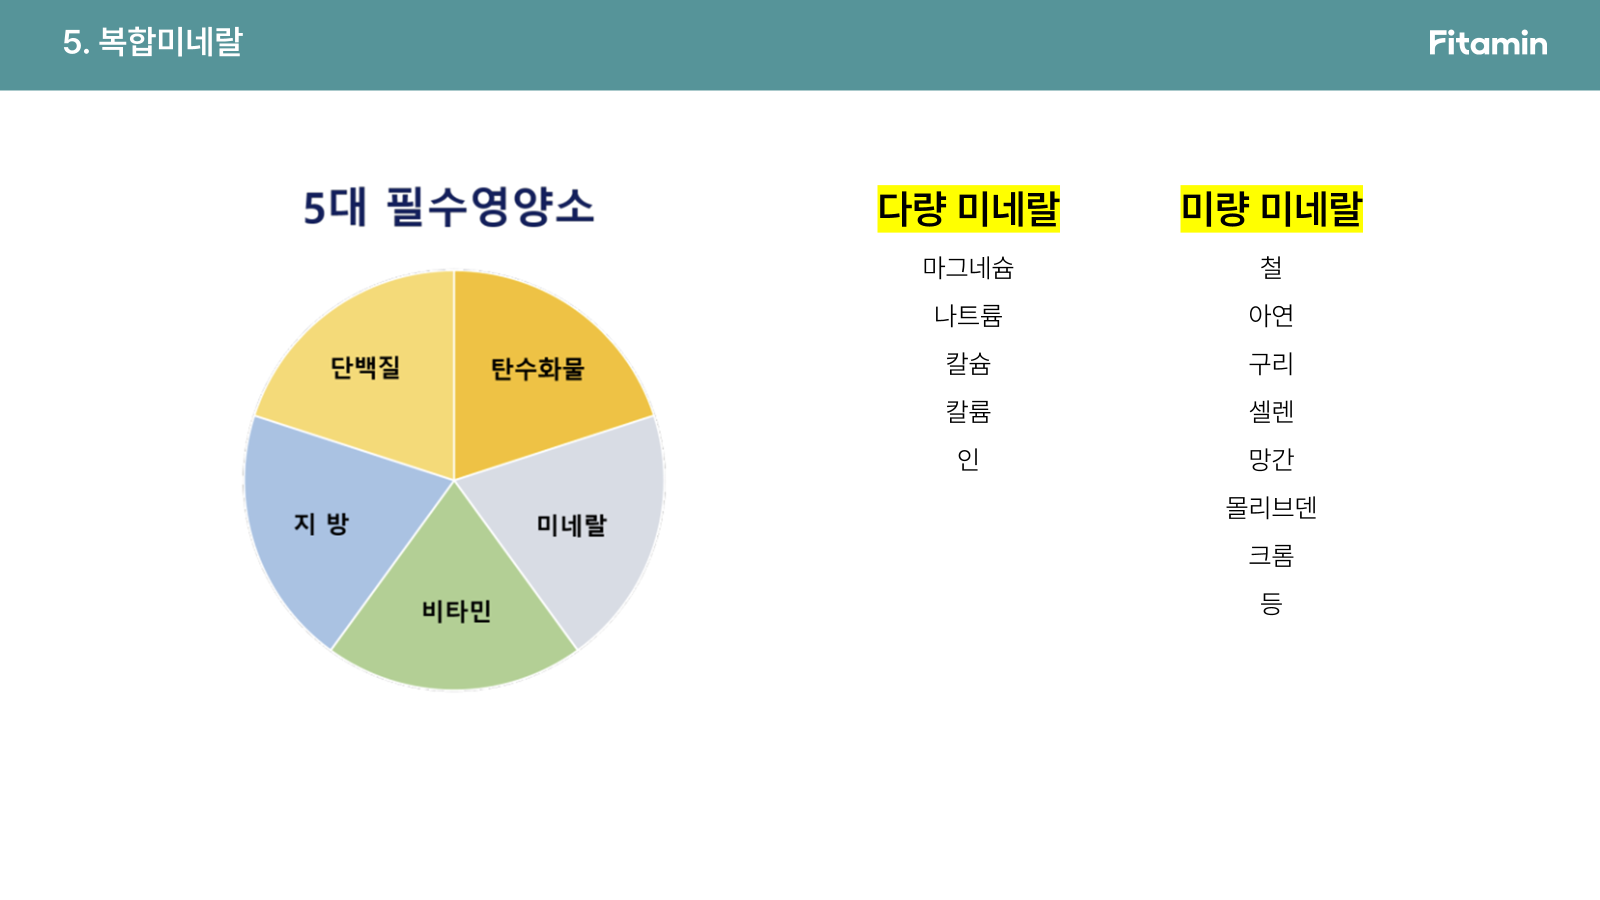 5. 복합미네랄
Fitamin
5대 필수영양소
단백질
탄수화물
지 방
미네랄
비타민
다량 미네랄
마그네슘
나트륨
칼슘
칼륨
인
미량 미네랄
철
아연
구리
셀렌
망간
몰리브덴
크롬
등